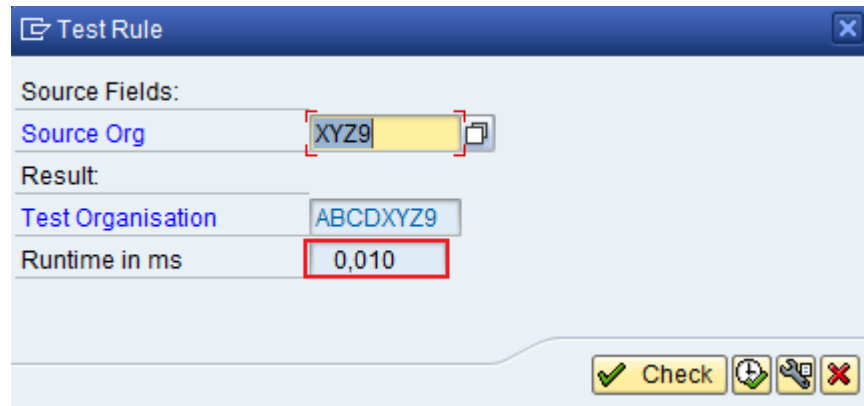 Test Rule
Source Fields:
Source Org XYZ9
Result:
Test Organisation ABCDXYZ9
Runtime in ms 0,010
Check